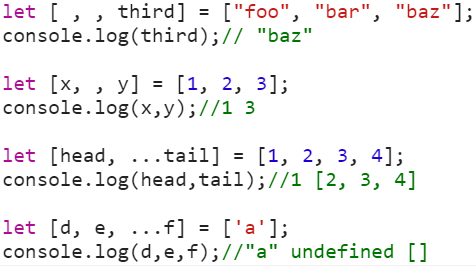 let [ , , third] = ["foo", "bar", "baz"];
console.log(third);// "baz"
let [x, , y] = [1, 2, 3];
console.log(x,y);//1 3
let [head, ...tail] = [1, 2, 3, 4];
console.log(head,tail);//1 [2, 3, 4]
let [d, e, ...f] = ['a'];
console.log(d,e,f);//"a" undefined []